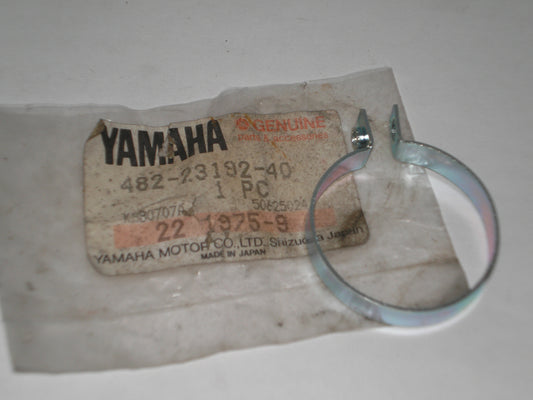 YAMAHA
GENUINE
parts & accessories
482-23192-40
1 PC
50625024
22 1975-9
YAMAHA MOTOR CO., LTD. Shizuoka Japan
MADE IN JAPAN